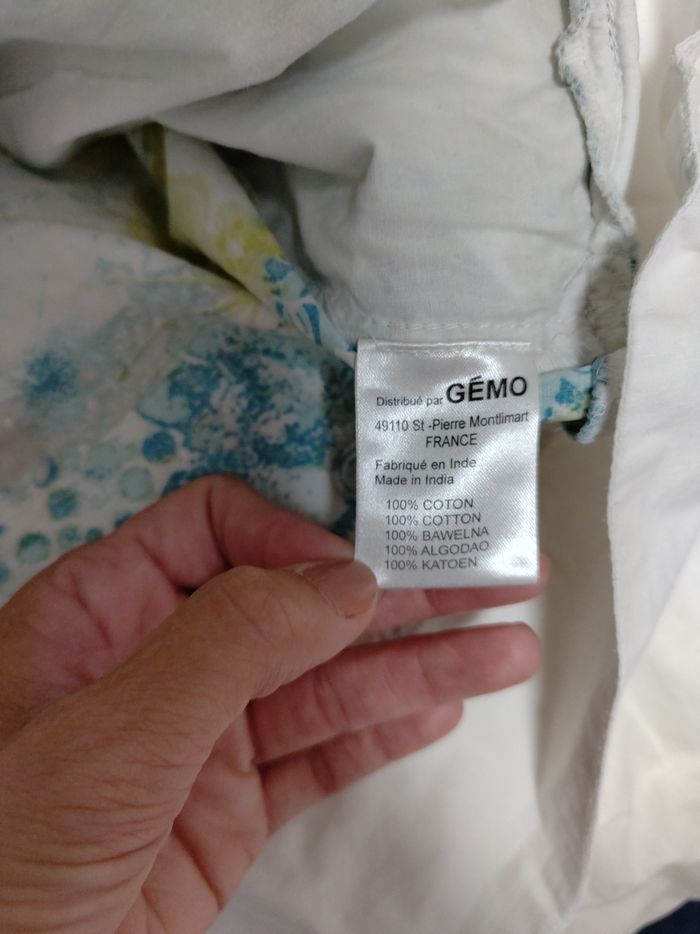 Distribué par GÉMO
49110 St -Pierre Montlimart
FRANCE
Fabriqué en Inde
Made in India
100% COTON
100% COTTON
100% BAWELNA
100% ALGODAO
100% KATOEN